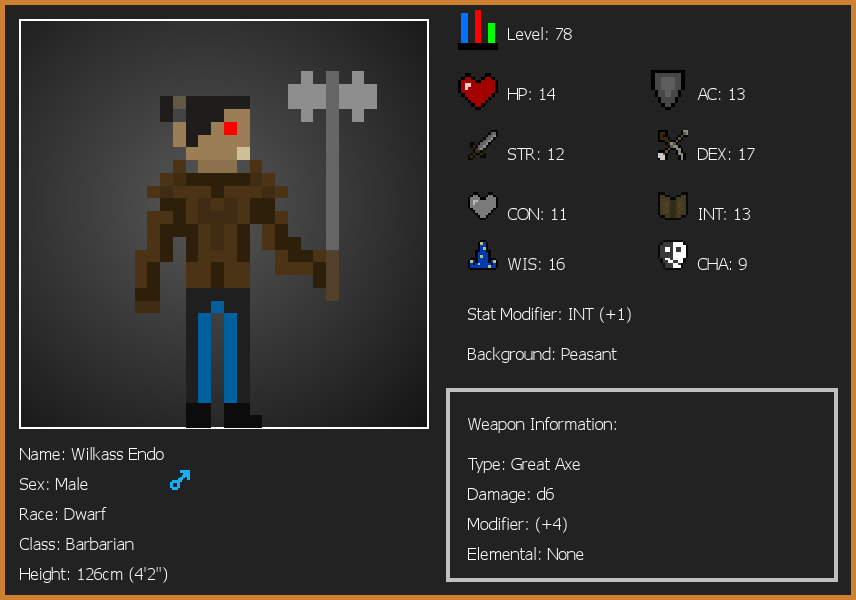 Level: 78
HP: 14
AC: 13
STR: 12
DEX: 17
CON: 11
INT: 13
WIS: 16
CHA: 9
Stat Modifier: INT (+1)
Background: Peasant
Weapon Information:
Type: Great Axe
Damage: d6
Modifier: (+4)
Elemental: None
Name: Wilkass Endo
Sex: Male
Race: Dwarf
Class: Barbarian
Height: 126cm (4'2")